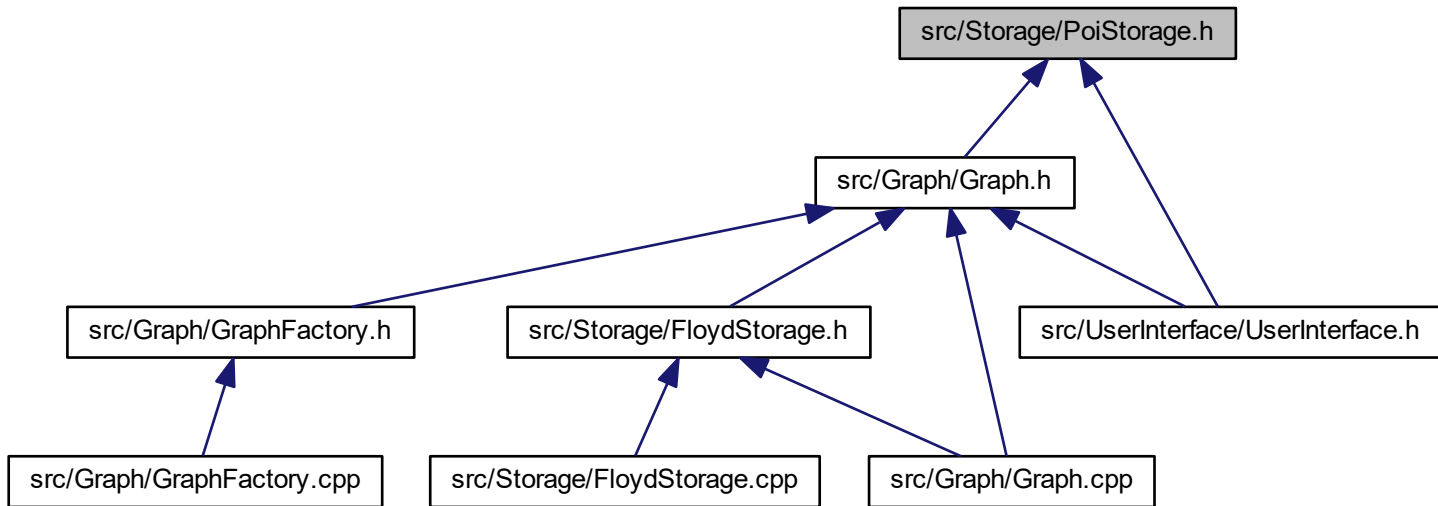 src/Storage/PoiStorage.h
src/Graph/Graph.h
src/Graph/GraphFactory.h
src/Storage/FloydStorage.h
src/UserInterface/UserInterface.h
src/Graph/GraphFactory.cpp
src/Storage/FloydStorage.cpp
src/Graph/Graph.cpp